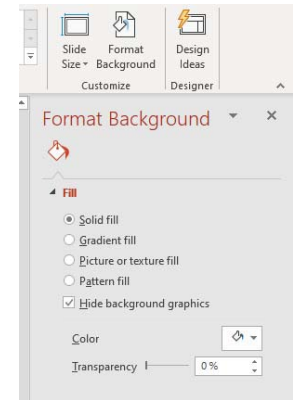 Slide Format Design
Size Background Ideas
Customize Designer
Format Background
Fill
Solid fill
Gradient fill
Picture or texture fill
Pattern fill
Hide background graphics
Color
Transparency 0%